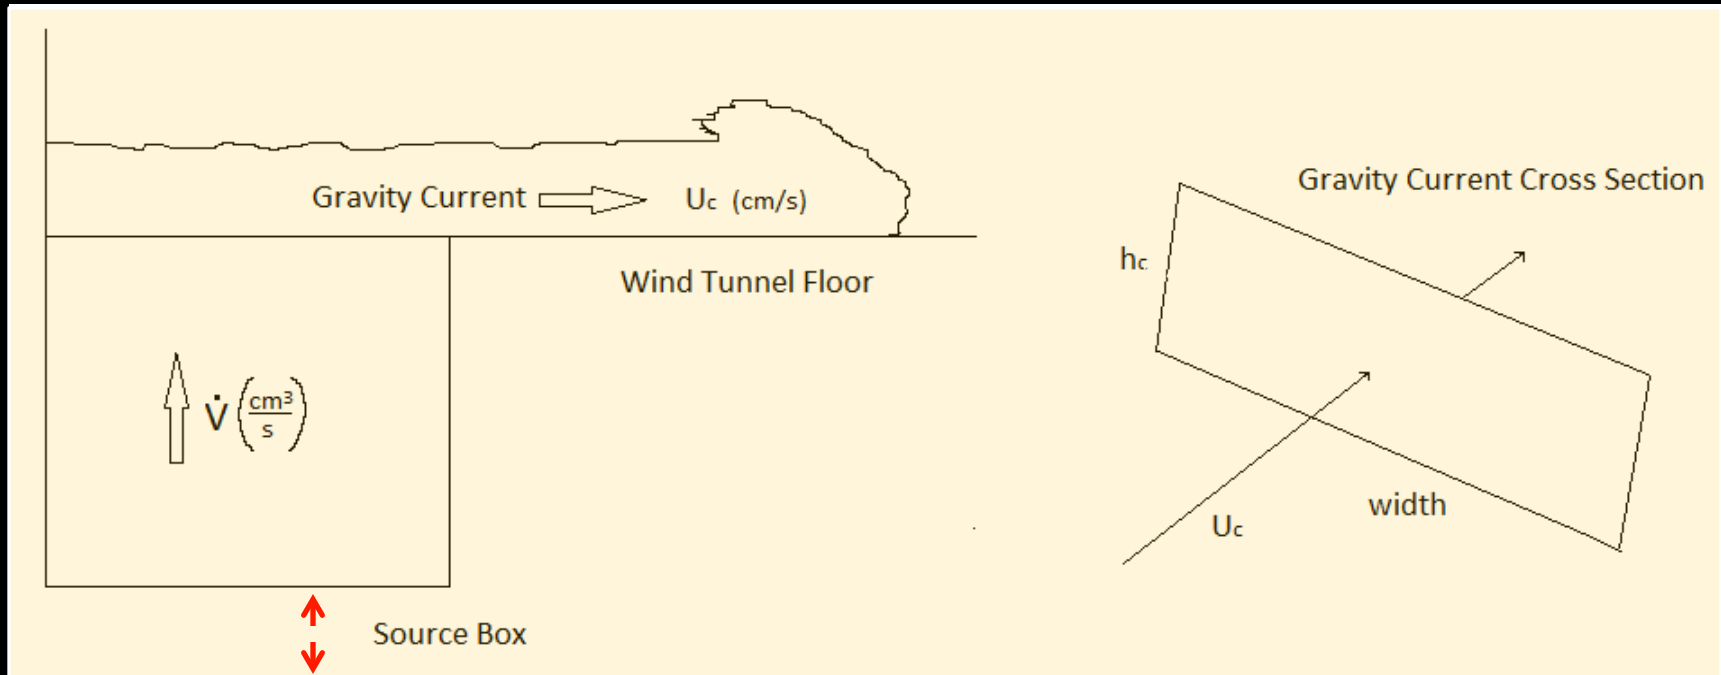 Gravity Current
Uc (cm/s)
Wind Tunnel Floor
V̇ (cm³/s)
Source Box
Gravity Current Cross Section
hc
width
Uc